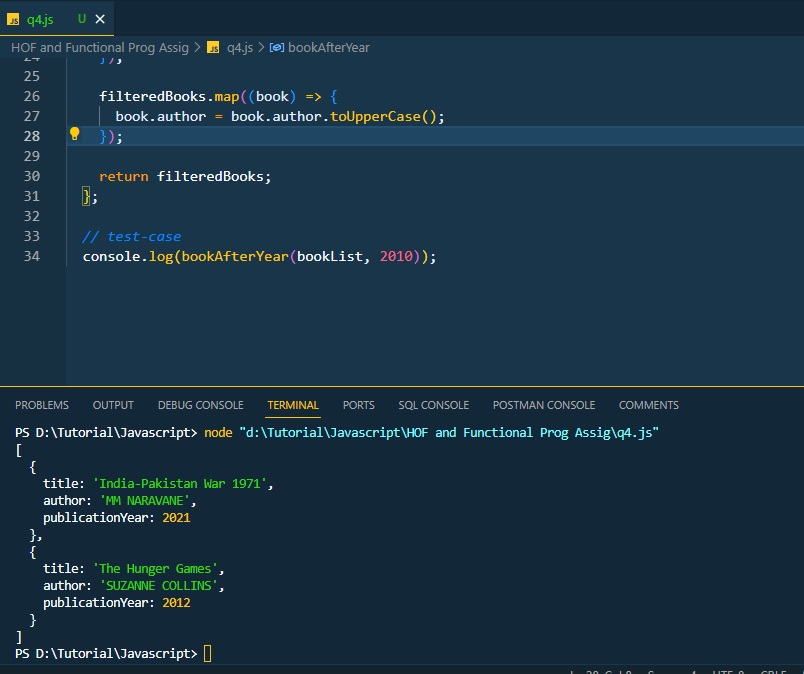 JS q4.js U ×
HOF and Functional Prog Assig > JS q4.js > bookAfterYear
24 });
25
26 filteredBooks.map((book) => {
27 book.author = book.author.toUpperCase();
28 });
29
30 return filteredBooks;
31 };
32
33 // test-case
34 console.log(bookAfterYear(bookList, 2010));
PROBLEMS OUTPUT DEBUG CONSOLE TERMINAL PORTS SQL CONSOLE POSTMAN CONSOLE COMMENTS
PS D:\Tutorial\Javascript> node "d:\Tutorial\Javascript\HOF and Functional Prog Assig\q4.js"
[
{
title: 'India-Pakistan War 1971',
author: 'MM NARAVANE',
publicationYear: 2021
},
{
title: 'The Hunger Games',
author: 'SUZANNE COLLINS',
publicationYear: 2012
}
]
PS D:\Tutorial\Javascript>